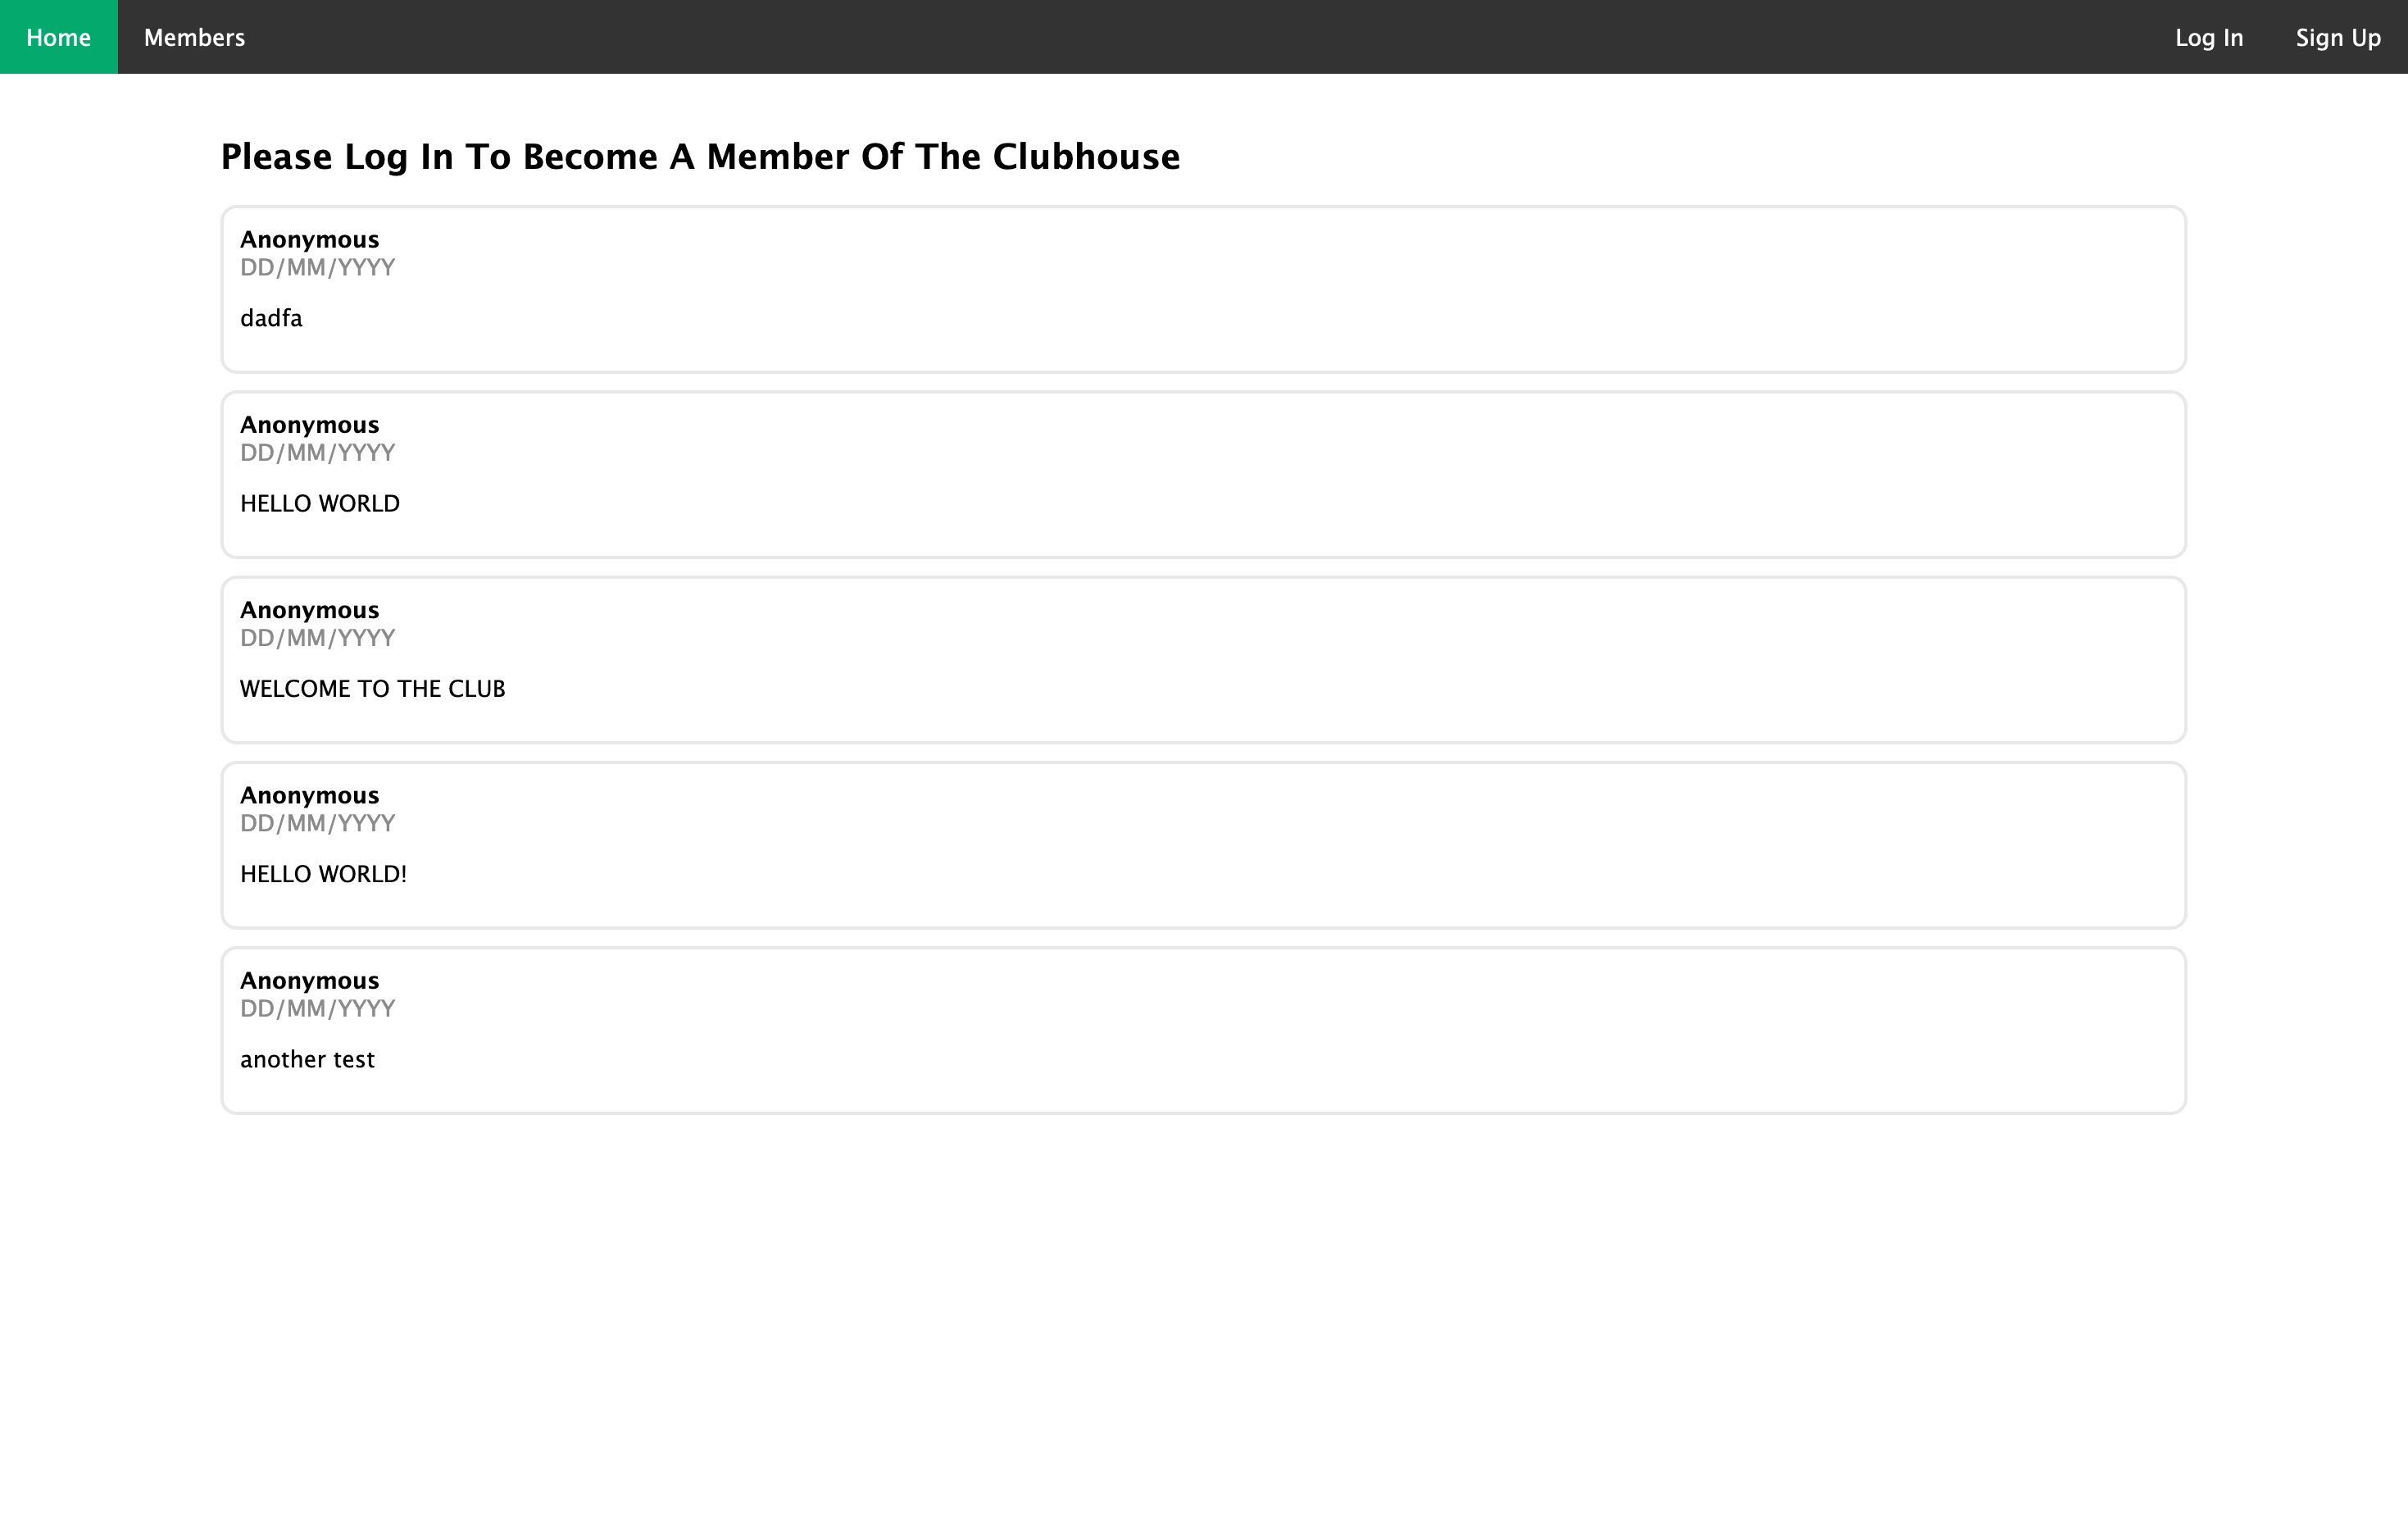 Home Members Log In Sign Up
Please Log In To Become A Member Of The Clubhouse
Anonymous
DD/MM/YYYY
dadfa
Anonymous
DD/MM/YYYY
HELLO WORLD
Anonymous
DD/MM/YYYY
WELCOME TO THE CLUB
Anonymous
DD/MM/YYYY
HELLO WORLD!
Anonymous
DD/MM/YYYY
another test